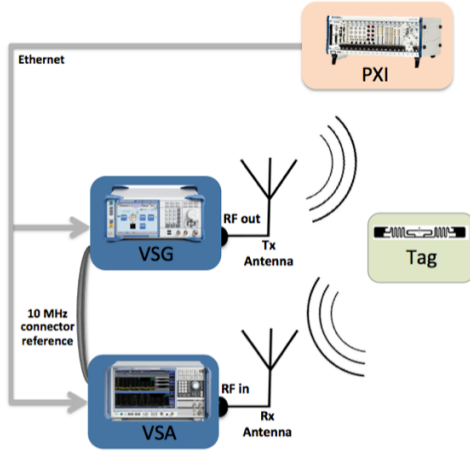 Ethernet
PXI
RF out
VSG
Tx
Antenna
Tag
10 MHz
connector
reference
RF in
VSA
Rx
Antenna